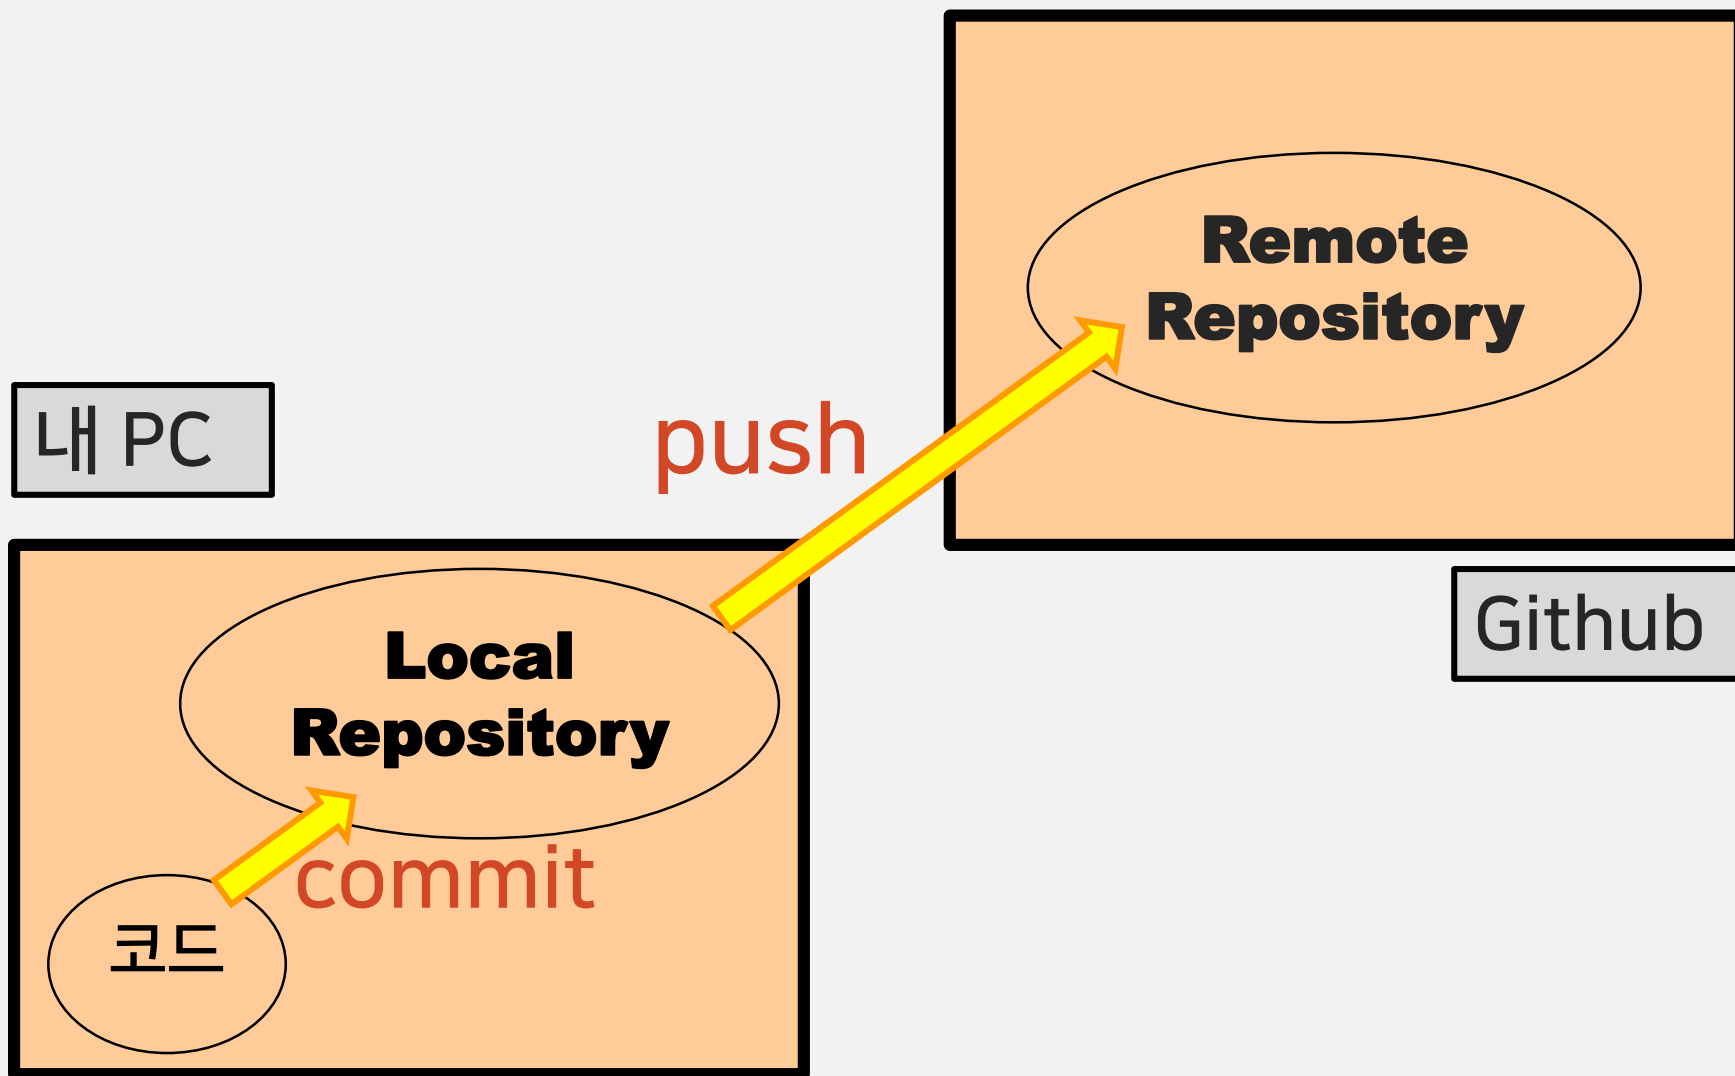 Remote
Repository
내 PC
push
Github
Local
Repository
commit
코드